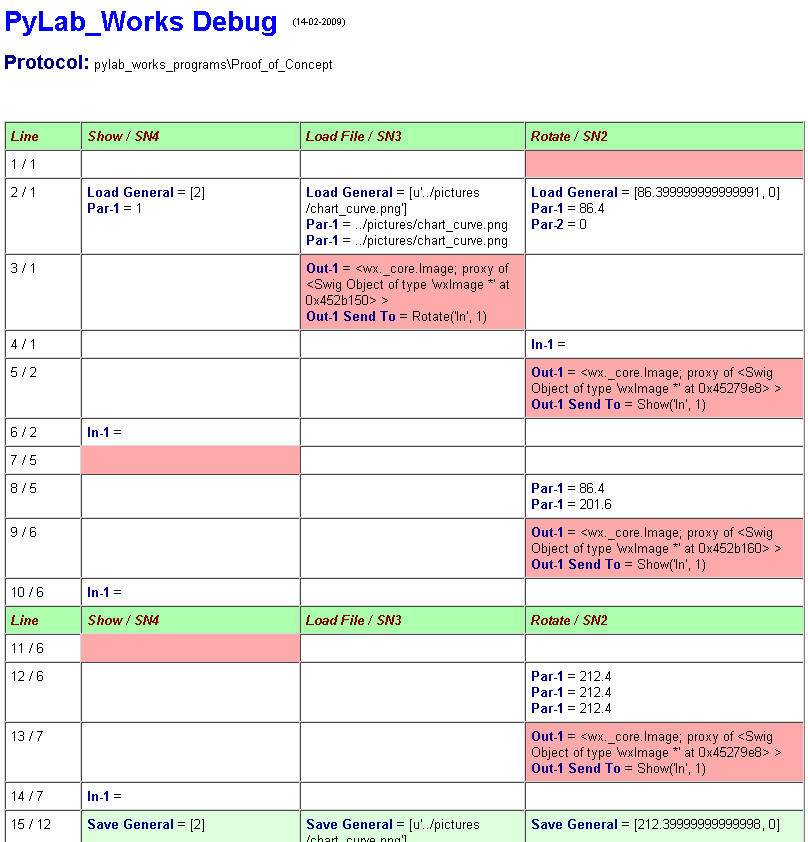 PyLab_Works Debug (14-02-2009)
Protocol: pylab_works_programs\Proof_of_Concept
Line Show / SN4 Load File / SN3 Rotate / SN2
1 / 1
2 / 1 Load General = [2] Load General = [u'../pictures Load General = [86.399999999999991, 0]
Par-1 = 1 /chart_curve.png'] Par-1 = 86.4
Par-1 = ../pictures/chart_curve.png Par-2 = 0
Par-1 = ../pictures/chart_curve.png
3 / 1 Out-1 = <wx._core.Image; proxy of
<Swig Object of type 'wxImage *' at
0x452b150> >
Out-1 Send To = Rotate('In', 1)
4 / 1 In-1 =
5 / 2 Out-1 = <wx._core.Image; proxy of <Swig
Object of type 'wxImage *' at 0x45279e8> >
Out-1 Send To = Show('In', 1)
6 / 2 In-1 =
7 / 5
8 / 5 Par-1 = 86.4
Par-1 = 201.6
9 / 6 Out-1 = <wx._core.Image; proxy of <Swig
Object of type 'wxImage *' at 0x452b160> >
Out-1 Send To = Show('In', 1)
10 / 6 In-1 =
Line Show / SN4 Load File / SN3 Rotate / SN2
11 / 6
12 / 6 Par-1 = 212.4
Par-1 = 212.4
Par-1 = 212.4
13 / 7 Out-1 = <wx._core.Image; proxy of <Swig
Object of type 'wxImage *' at 0x45279e8> >
Out-1 Send To = Show('In', 1)
14 / 7 In-1 =
15 / 12 Save General = [2] Save General = [u'../pictures Save General = [212.39999999999998, 0]
/chart_curve.png']